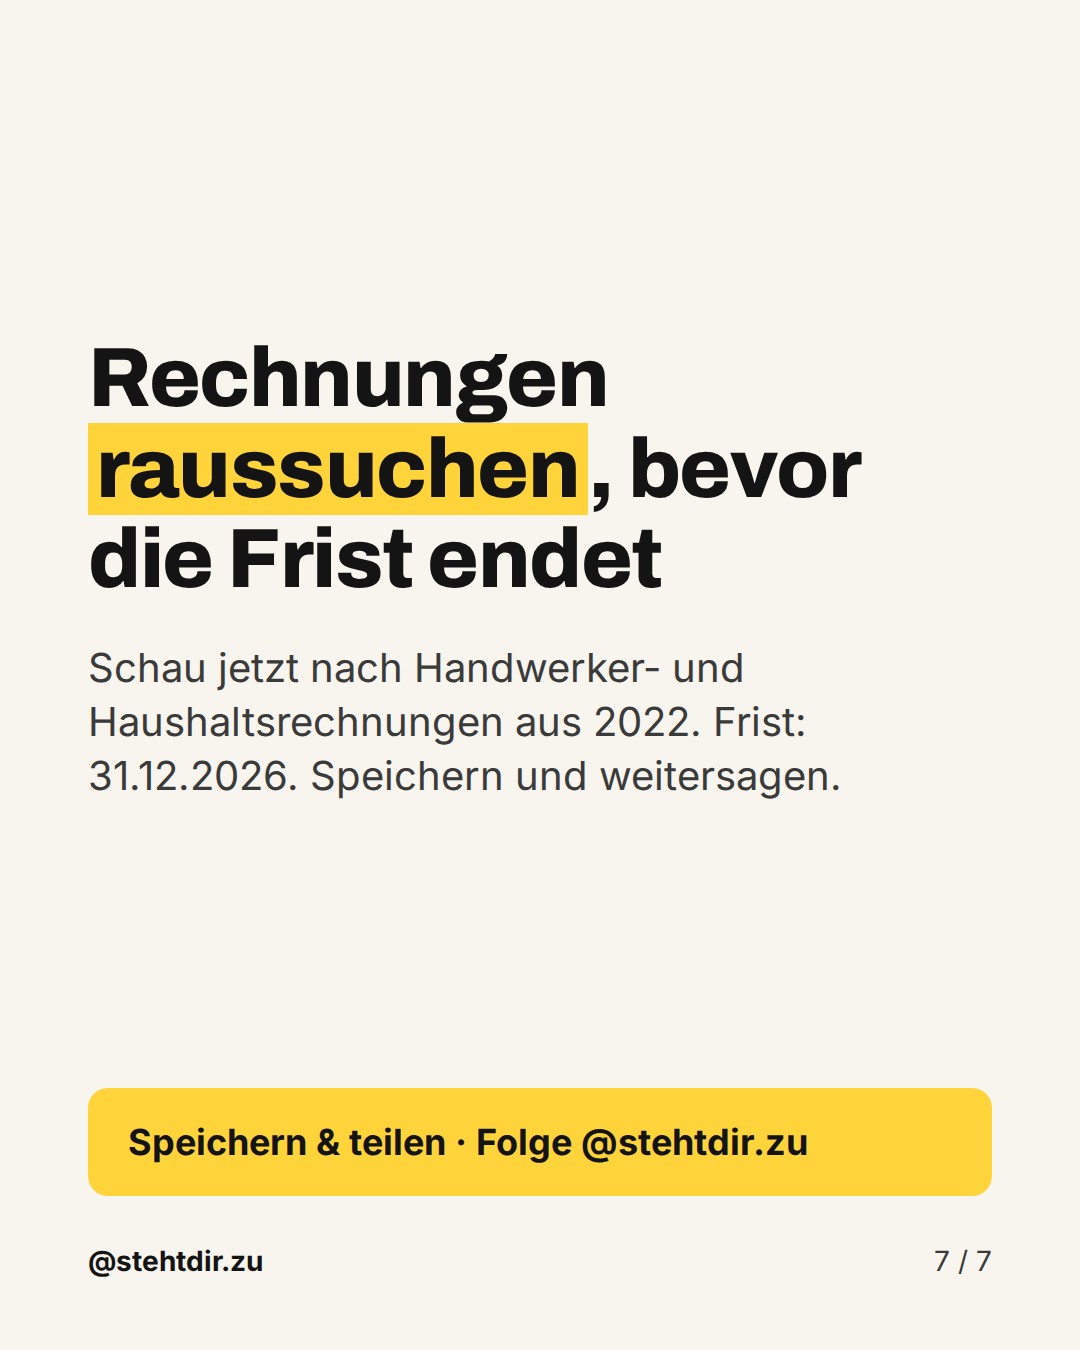 Rechnungen
raussuchen, bevor
die Frist endet
Schau jetzt nach Handwerker- und
Haushaltsrechnungen aus 2022. Frist:
31.12.2026. Speichern und weitersagen.
Speichern & teilen · Folge @stehtdir.zu
@stehtdir.zu
7 / 7